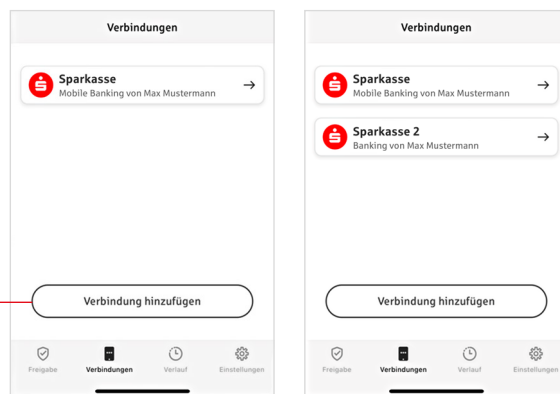 Verbindungen
Sparkasse
Mobile Banking von Max Mustermann
Verbindung hinzufügen
Freigabe
Verbindungen
Verlauf
Einstellungen
Verbindungen
Sparkasse
Mobile Banking von Max Mustermann
Sparkasse 2
Banking von Max Mustermann
Verbindung hinzufügen
Freigabe
Verbindungen
Verlauf
Einstellungen